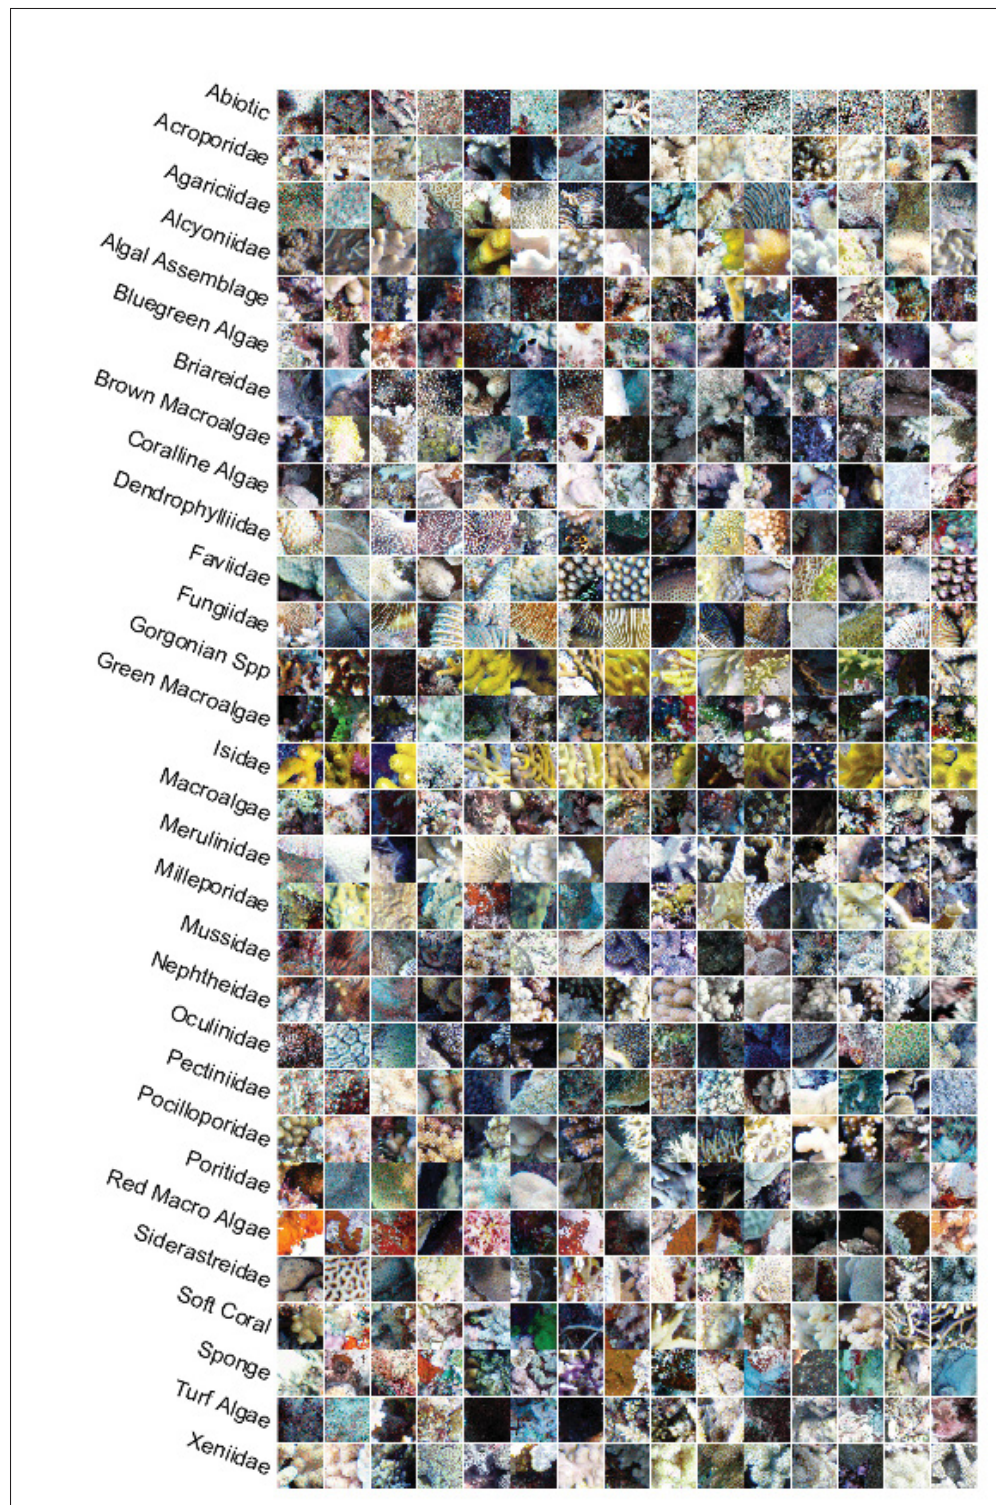 Abiotic
Acroporidae
Agariciidae
Alcyoniidae
Algal Assemblage
Bluegreen Algae
Briareidae
Brown Macroalgae
Coralline Algae
Dendrophylliidae
Faviidae
Fungiidae
Gorgonian Spp
Green Macroalgae
Isidae
Macroalgae
Merulinidae
Milleporidae
Mussidae
Nephtheidae
Oculinidae
Pectiniidae
Pocilloporidae
Poritidae
Red Macro Algae
Siderastreidae
Soft Coral
Sponge
Turf Algae
Xeniidae